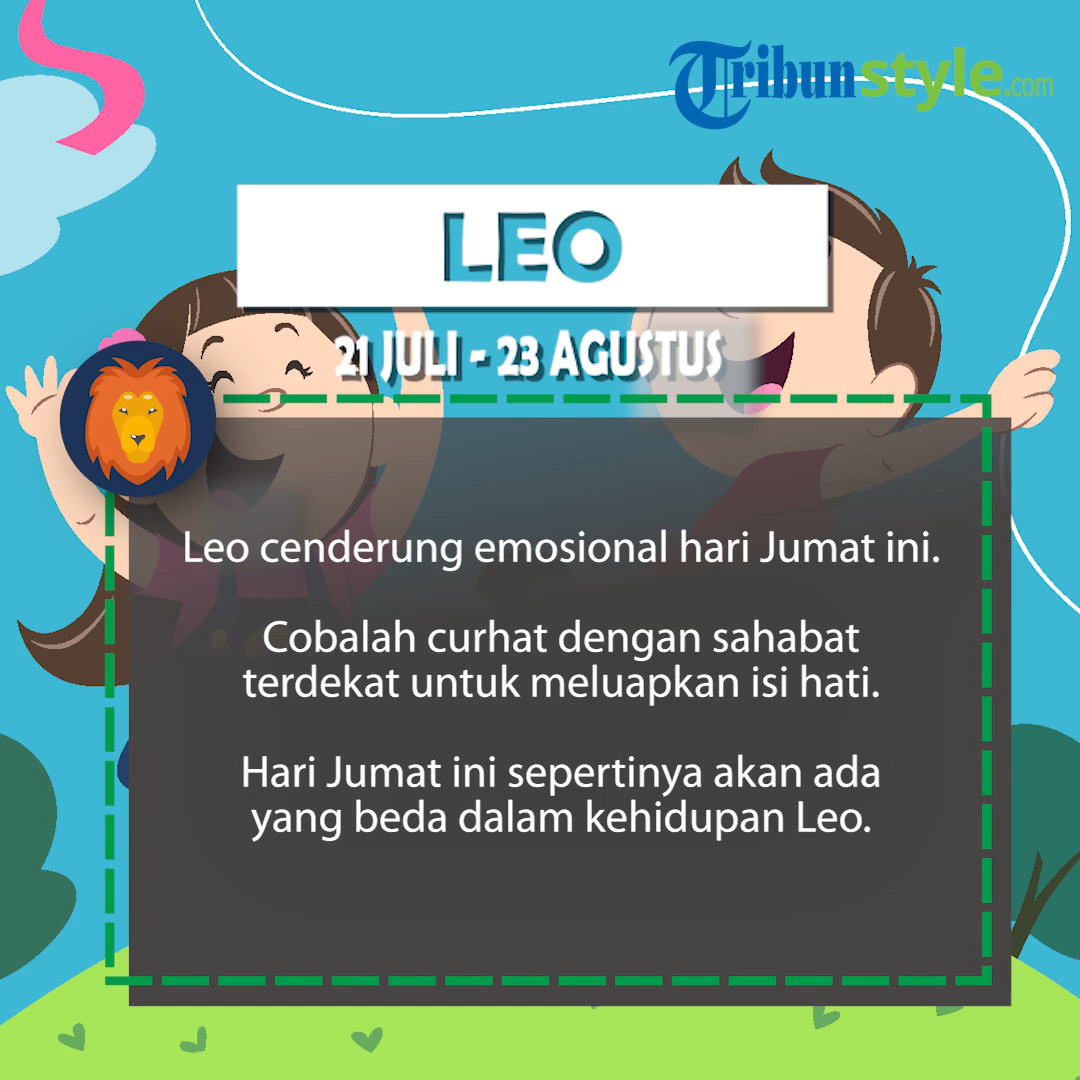 Tribunstyle.com
LEO
21 JULI - 23 AGUSTUS
Leo cenderung emosional hari Jumat ini.
Cobalah curhat dengan sahabat
terdekat untuk meluapkan isi hati.
Hari Jumat ini sepertinya akan ada
yang beda dalam kehidupan Leo.